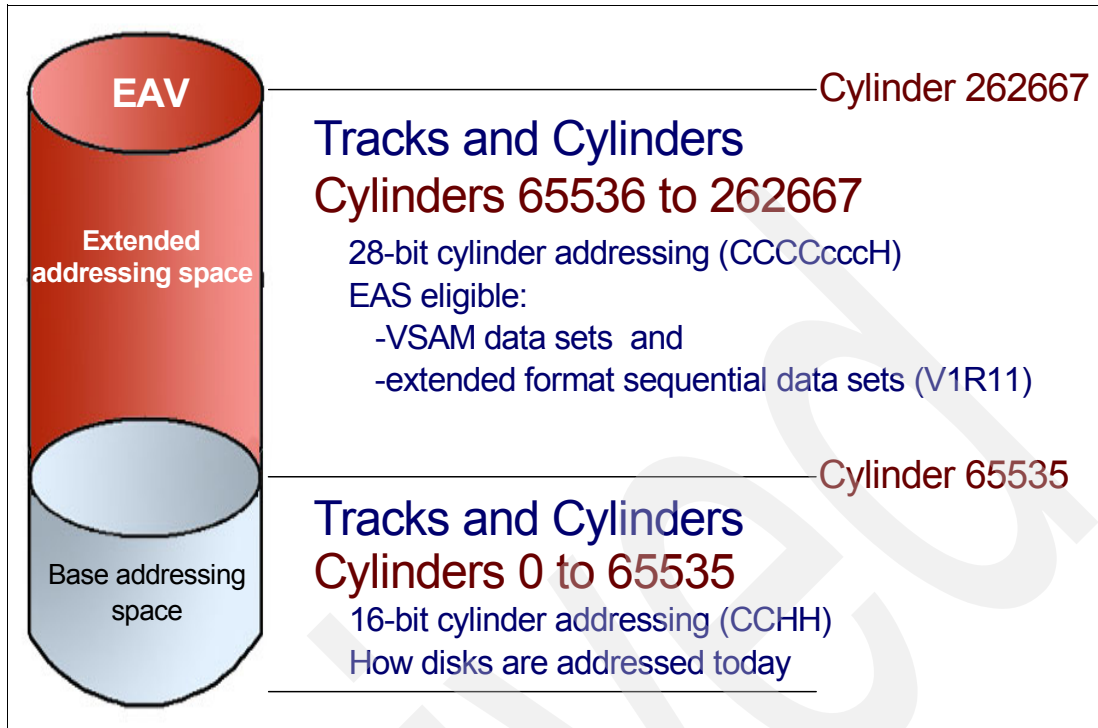 EAV
Cylinder 262667
Tracks and Cylinders
Cylinders 65536 to 262667
28-bit cylinder addressing (CCCCcccH)
EAS eligible:
-VSAM data sets and
-extended format sequential data sets (V1R11)
Extended
addressing space
Cylinder 65535
Tracks and Cylinders
Cylinders 0 to 65535
16-bit cylinder addressing (CCHH)
How disks are addressed today
Base addressing
space